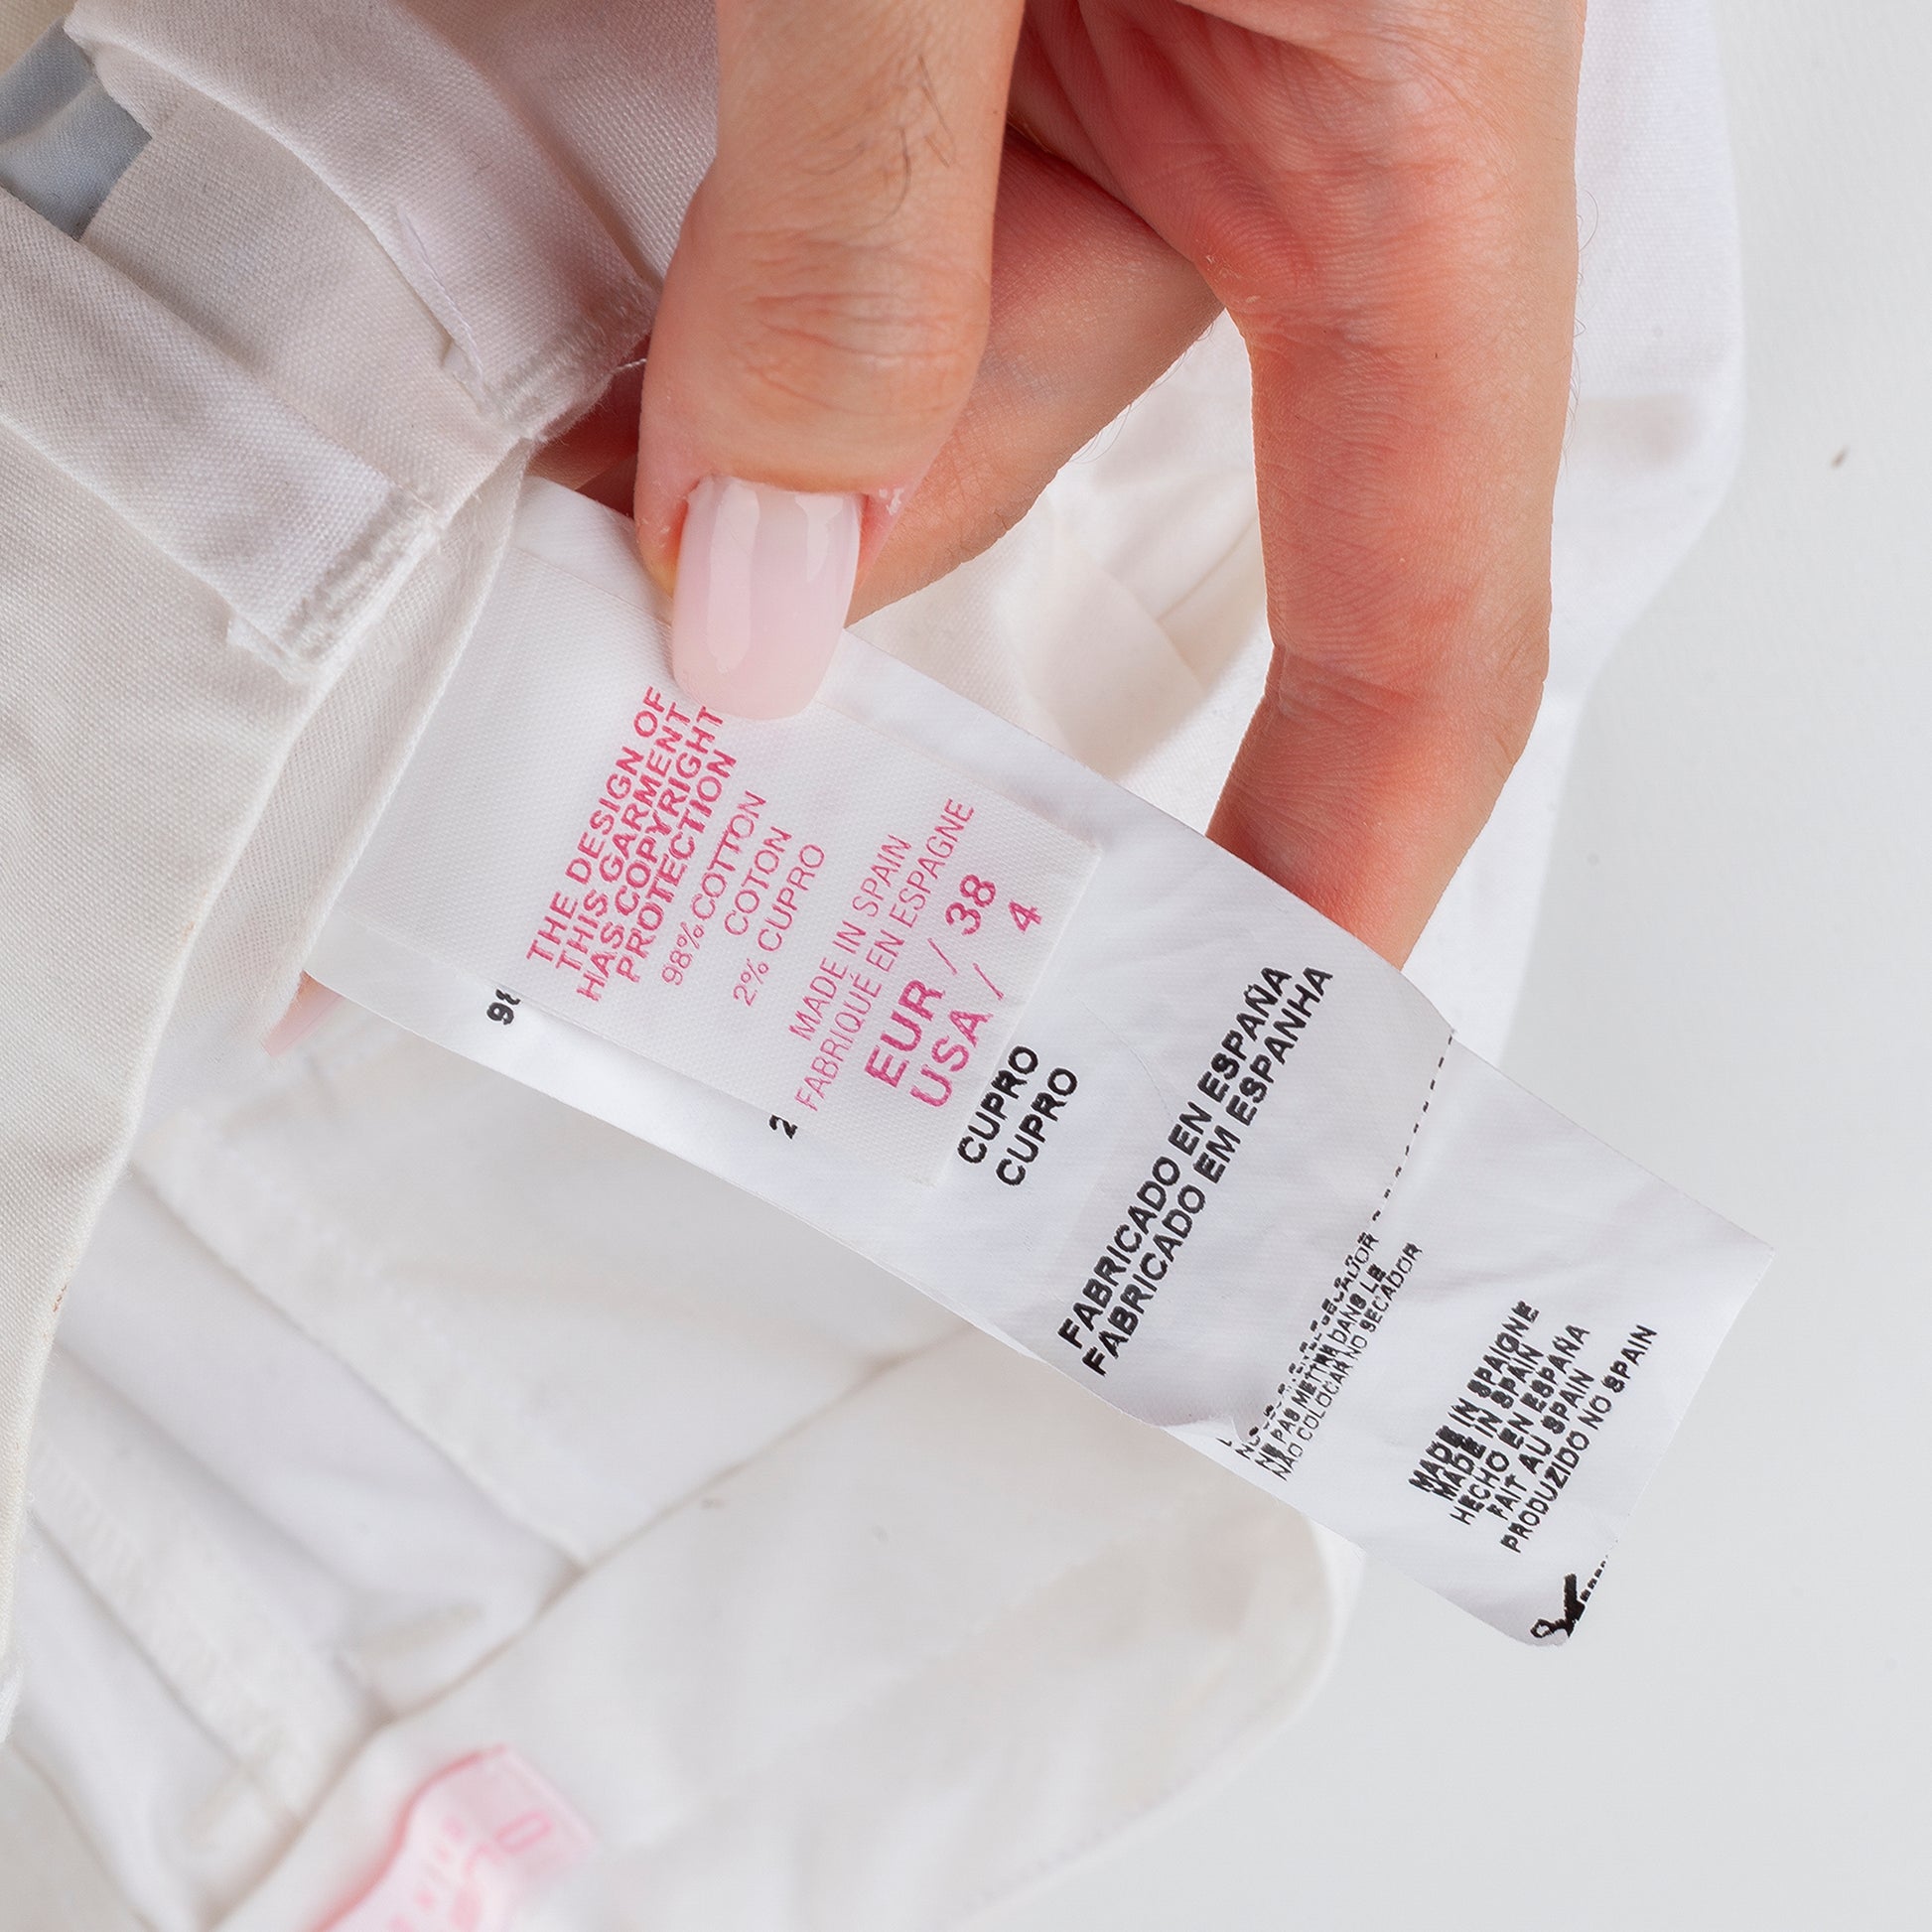 THE DESIGN OF
THIS GARMENT
HAS COPYRIGHT
PROTECTION
98% COTTON
COTON
2% CUPRO
MADE IN SPAIN
FABRIQUÉ EN ESPAGNE
EUR / 38
USA / 4
2
CUPRO
CUPRO
FABRICADO EN ESPAÑA
FABRICADO EM ESPANHA
NE PAS METTRE DANS LE
NÃO COLOCAR NO SECADOR
MADE IN SPAIGNE
MADE IN SPAIN
HECHO EN ESPAÑA
FAIT AU SPAIN
PRODUZIDO NO SPAIN